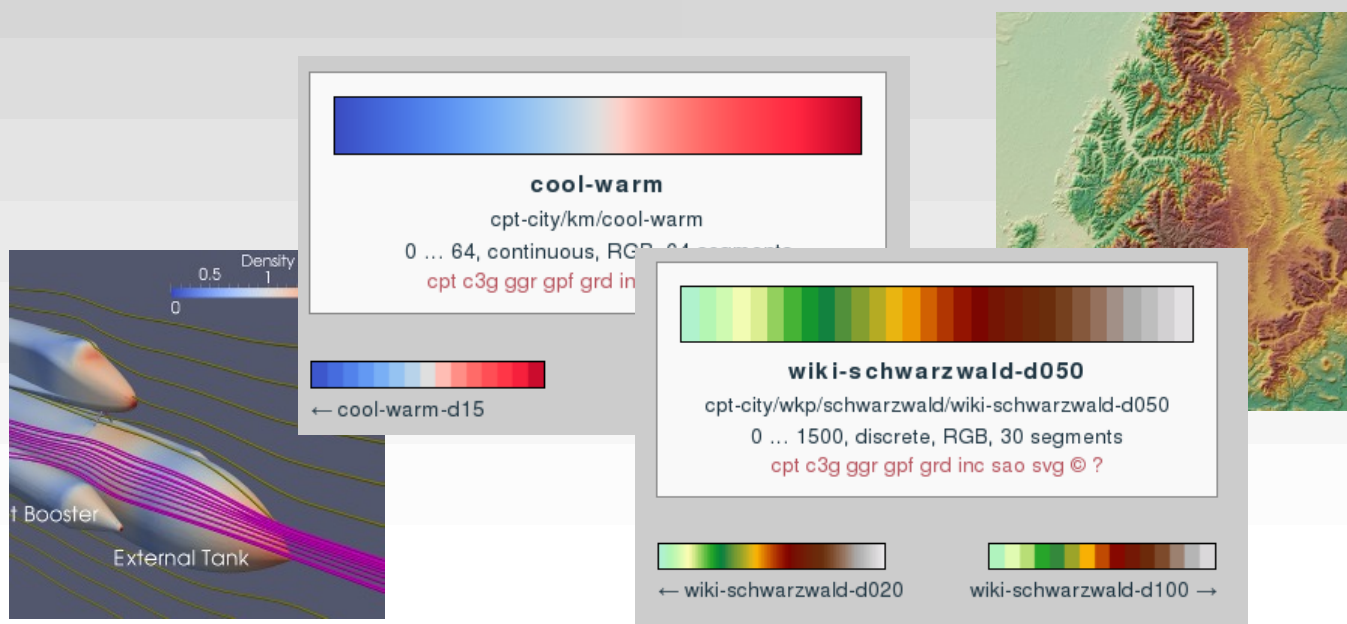 cool-warm
cpt-city/km/cool-warm
0 ... 64, continuous, RGB, 64 segments
cpt c3g ggr gpf grd in
← cool-warm-d15
Density
0.5
1
0
t Booster
External Tank
wiki-schwarzwald-d050
cpt-city/wkp/schwarzwald/wiki-schwarzwald-d050
0 ... 1500, discrete, RGB, 30 segments
cpt c3g ggr gpf grd inc sao svg © ?
← wiki-schwarzwald-d020
wiki-schwarzwald-d100 →